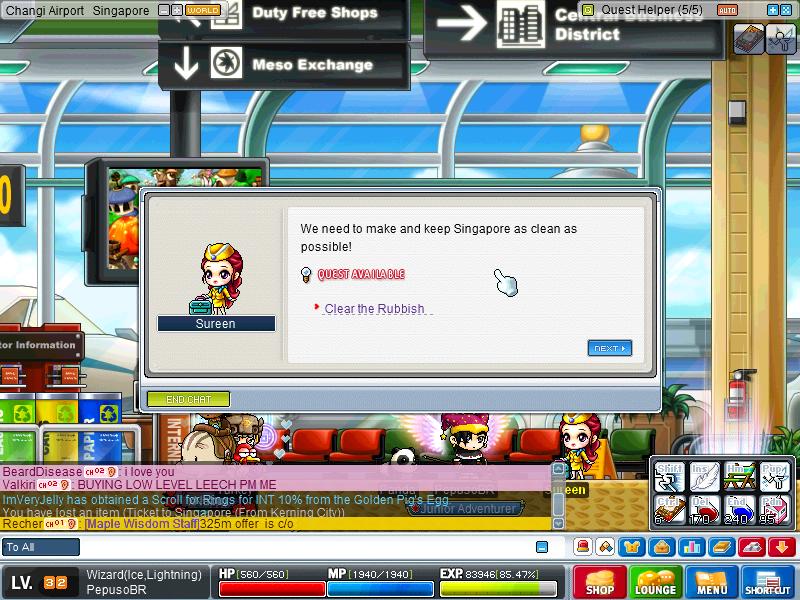 Changi Airport Singapore
WORLD
Quest Helper (5/5)
AUTO
Duty Free Shops
Central Business
District
Meso Exchange
We need to make and keep Singapore as clean as
possible!
QUEST AVAILABLE
Clear the Rubbish
Sureen
NEXT
END CHAT
tor Information
BeardDisease CH02 : i love you
Valkiri CH02 : BUYING LOW LEVEL LEECH PM ME
ImVeryJelly has obtained a Scroll for Rings for INT 10% from the Golden Pig's Egg
You have lost an item (Ticket to Singapore (From Kerning City))
Recher CH01 : [Maple Wisdom Staff]325m offer is c/o
PepusoBR
Junior Adventurer
To All
Shift
Ins
Hm
Pup
Ctrl
Del
End
Pdn
170
240
95
LV. 32
Wizard(Ice,Lightning)
PepusoBR
HP [560/560]
MP [1940/1940]
EXP. 83946 [85.47%]
SHOP
LOUNGE
MENU
SHORTCUT